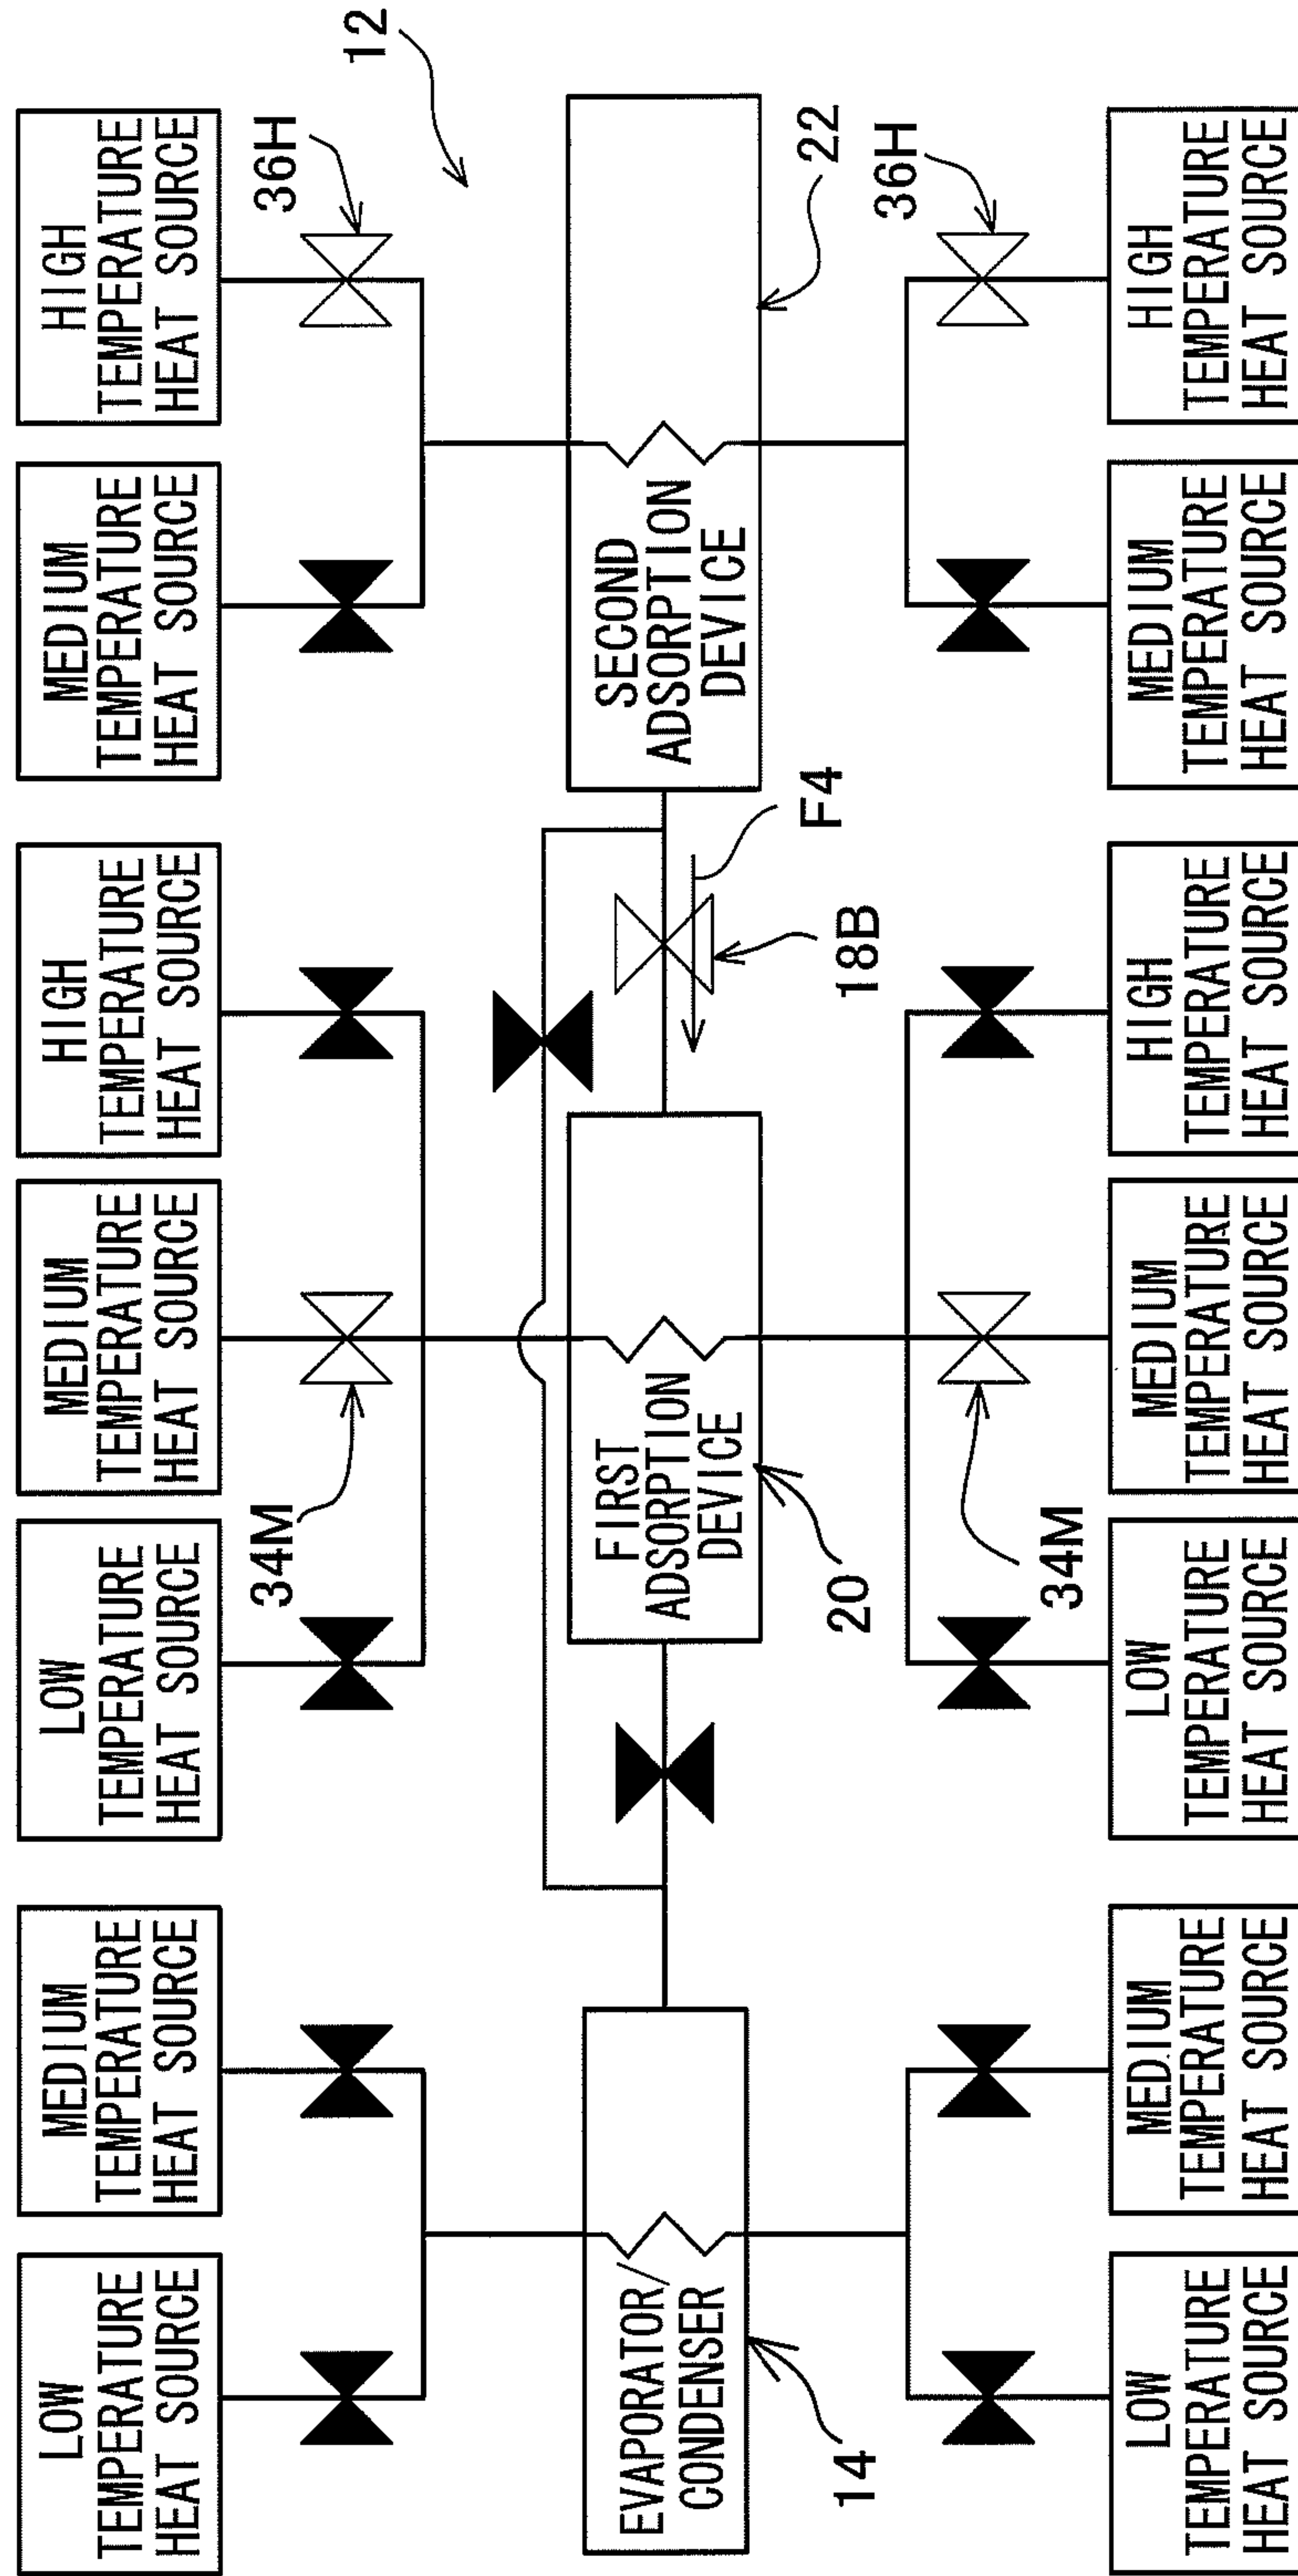 12
LOW
TEMPERATURE
HEAT SOURCE
MEDIUM
TEMPERATURE
HEAT SOURCE
LOW
TEMPERATURE
HEAT SOURCE
MEDIUM
TEMPERATURE
HEAT SOURCE
HIGH
TEMPERATURE
HEAT SOURCE
MEDIUM
TEMPERATURE
HEAT SOURCE
HIGH
TEMPERATURE
HEAT SOURCE
34M
36H
EVAPORATOR/
CONDENSER
FIRST
ADSORPTION
DEVICE
SECOND
ADSORPTION
DEVICE
14
20
18B
F4
22
34M
36H
LOW
TEMPERATURE
HEAT SOURCE
MEDIUM
TEMPERATURE
HEAT SOURCE
LOW
TEMPERATURE
HEAT SOURCE
MEDIUM
TEMPERATURE
HEAT SOURCE
HIGH
TEMPERATURE
HEAT SOURCE
MEDIUM
TEMPERATURE
HEAT SOURCE
HIGH
TEMPERATURE
HEAT SOURCE